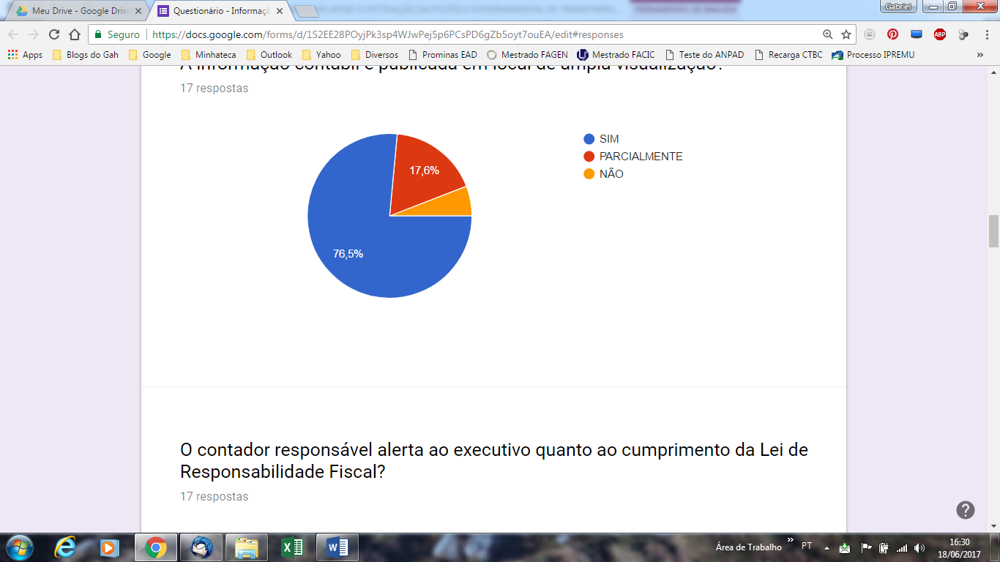 Meu Drive - Google Drive
Questionário - Informaçã
Gabriel
Seguro
https://docs.google.com/forms/d/1S2EE28POyjPk3sp4WJwPej5p6PCsPD6gZb5oyt7ouEA/edit#responses
ABP
Apps
Blogs do Gah
Google
Minhateca
Outlook
Yahoo
Diversos
Prominas EAD
Mestrado FAGEN
Mestrado FACIC
Teste do ANPAD
Recarga CTBC
Processo IPREMU
»
A informação contábil é publicada em local de ampla visualização?
17 respostas
SIM
PARCIALMENTE
NÃO
17,6%
76,5%
O contador responsável alerta ao executivo quanto ao cumprimento da Lei de
Responsabilidade Fiscal?
17 respostas
Área de Trabalho
»
PT
16:30
18/06/2017